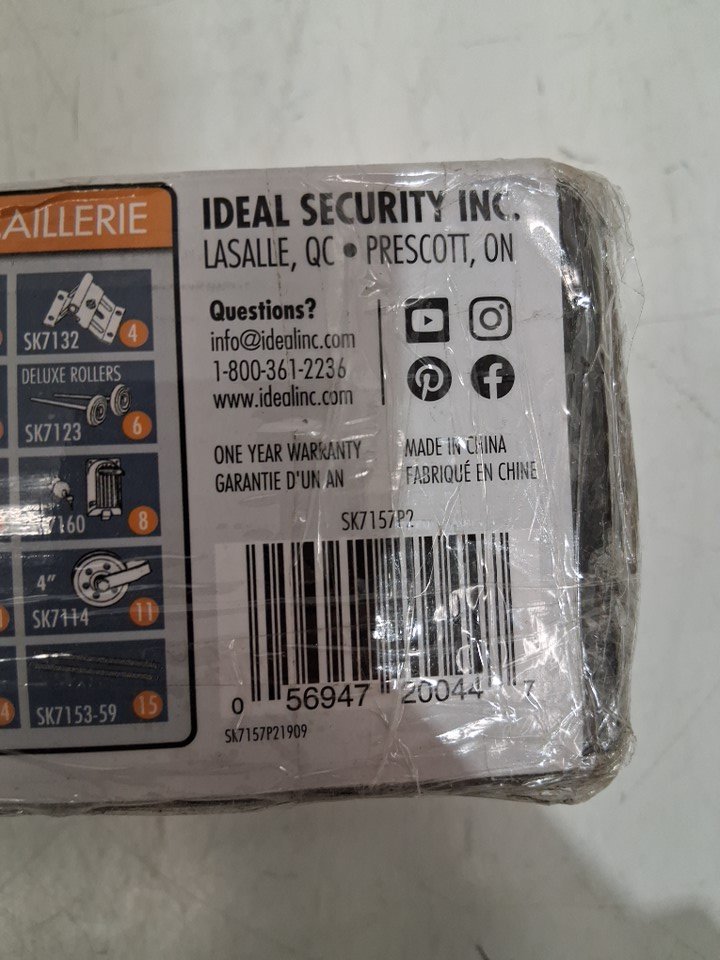 AILLERIE
SK7132 4
DELUXE ROLLERS
SK7123 6
7160 8
4"
SK7114 11
4
SK7153-59 15
IDEAL SECURITY INC.
LASALLE, QC • PRESCOTT, ON
Questions?
info@idealinc.com
1-800-361-2236
www.idealinc.com
ONE YEAR WARRANTY
GARANTIE D'UN AN
MADE IN CHINA
FABRIQUÉ EN CHINE
SK7157P2
0 56947 20044 7
SK7157P21909